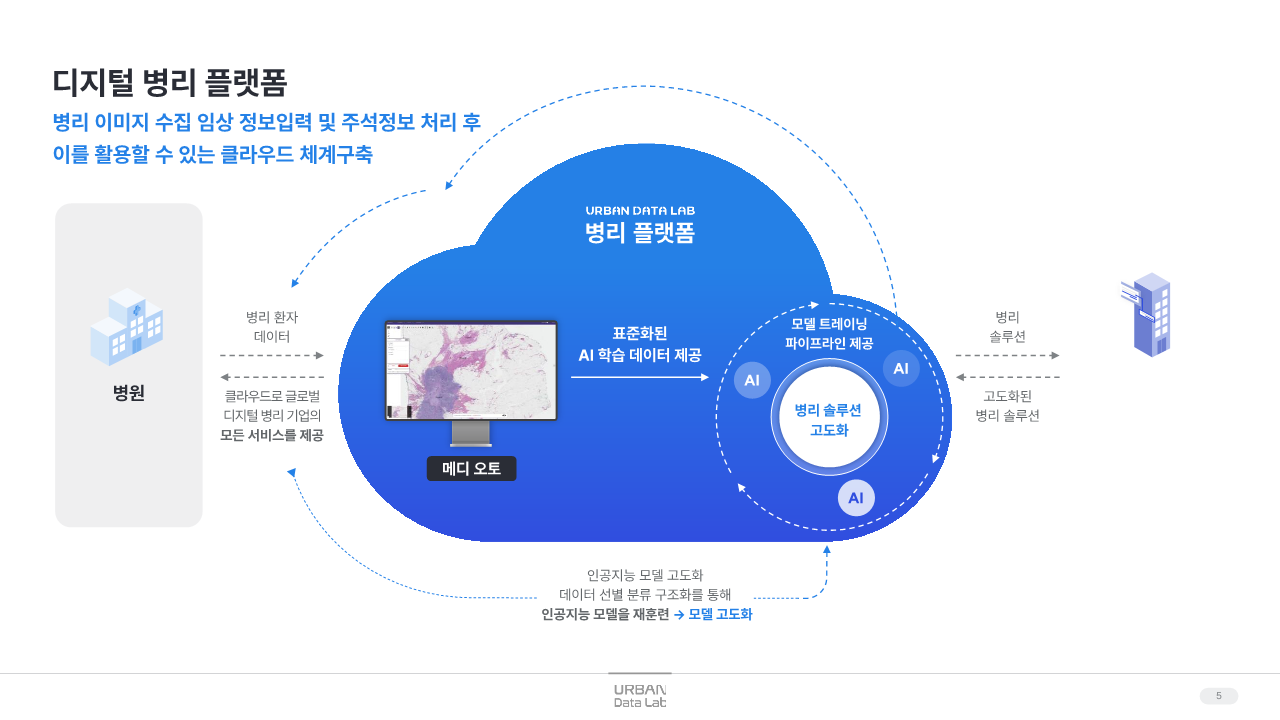 디지털 병리 플랫폼
병리 이미지 수집 임상 정보입력 및 주석정보 처리 후
이를 활용할 수 있는 클라우드 체계구축
병원
병리 환자
데이터
클라우드로 글로벌
디지털 병리 기업의
모든 서비스를 제공
URBAN DATA LAB
병리 플랫폼
메디 오토
표준화된
AI 학습 데이터 제공
모델 트레이닝
파이프라인 제공
AI
AI
병리 솔루션
고도화
AI
병리
솔루션
고도화된
병리 솔루션
인공지능 모델 고도화
데이터 선별 분류 구조화를 통해
인공지능 모델을 재훈련 → 모델 고도화
URBAN
Data Lab
5